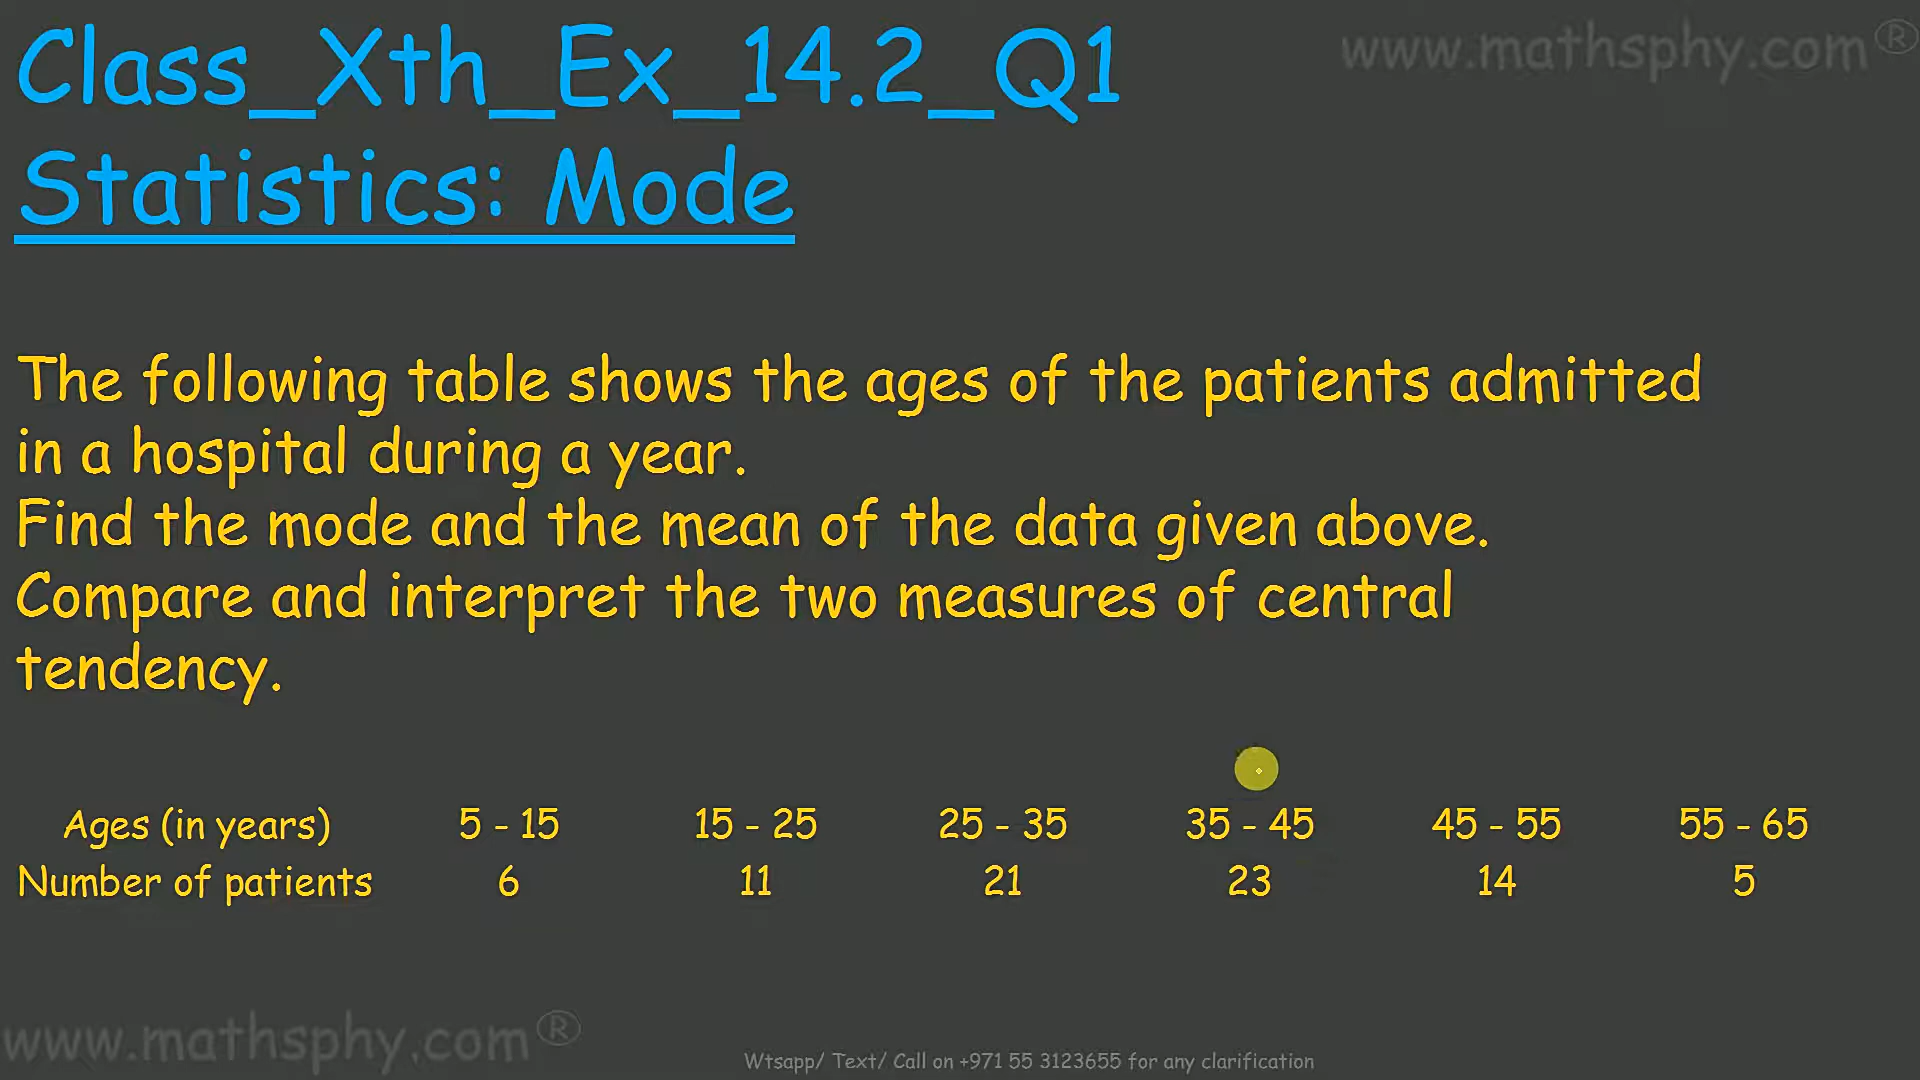 Class_Xth_Ex_14.2_Q1
www.mathsphy.com®
Statistics: Mode
The following table shows the ages of the patients admitted
in a hospital during a year.
Find the mode and the mean of the data given above.
Compare and interpret the two measures of central
tendency.
Ages (in years) 5 - 15 15 - 25 25 - 35 35 - 45 45 - 55 55 - 65
Number of patients 6 11 21 23 14 5
www.mathsphy.com®
Wtsapp/ Text/ Call on +971 55 3123655 for any clarification